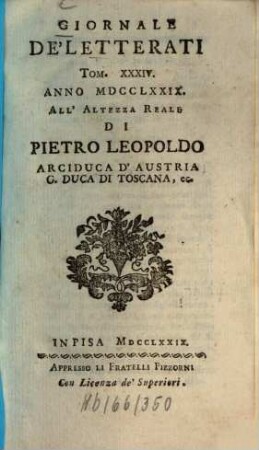 GIORNALE
DE'LETTERATI
TOM. XXXIV.
ANNO MDCCLXXIX.
ALL' ALTEZZA REALE
DI
PIETRO LEOPOLDO
ARCIDUCA D' AUSTRIA
G. DUCA DI TOSCANA, ec.
IN PISA MDCCLXXIX.
APPRESSO LI FRATELLI PIZZORNI
Con Licenza de' Superiori.
Hb/66/350